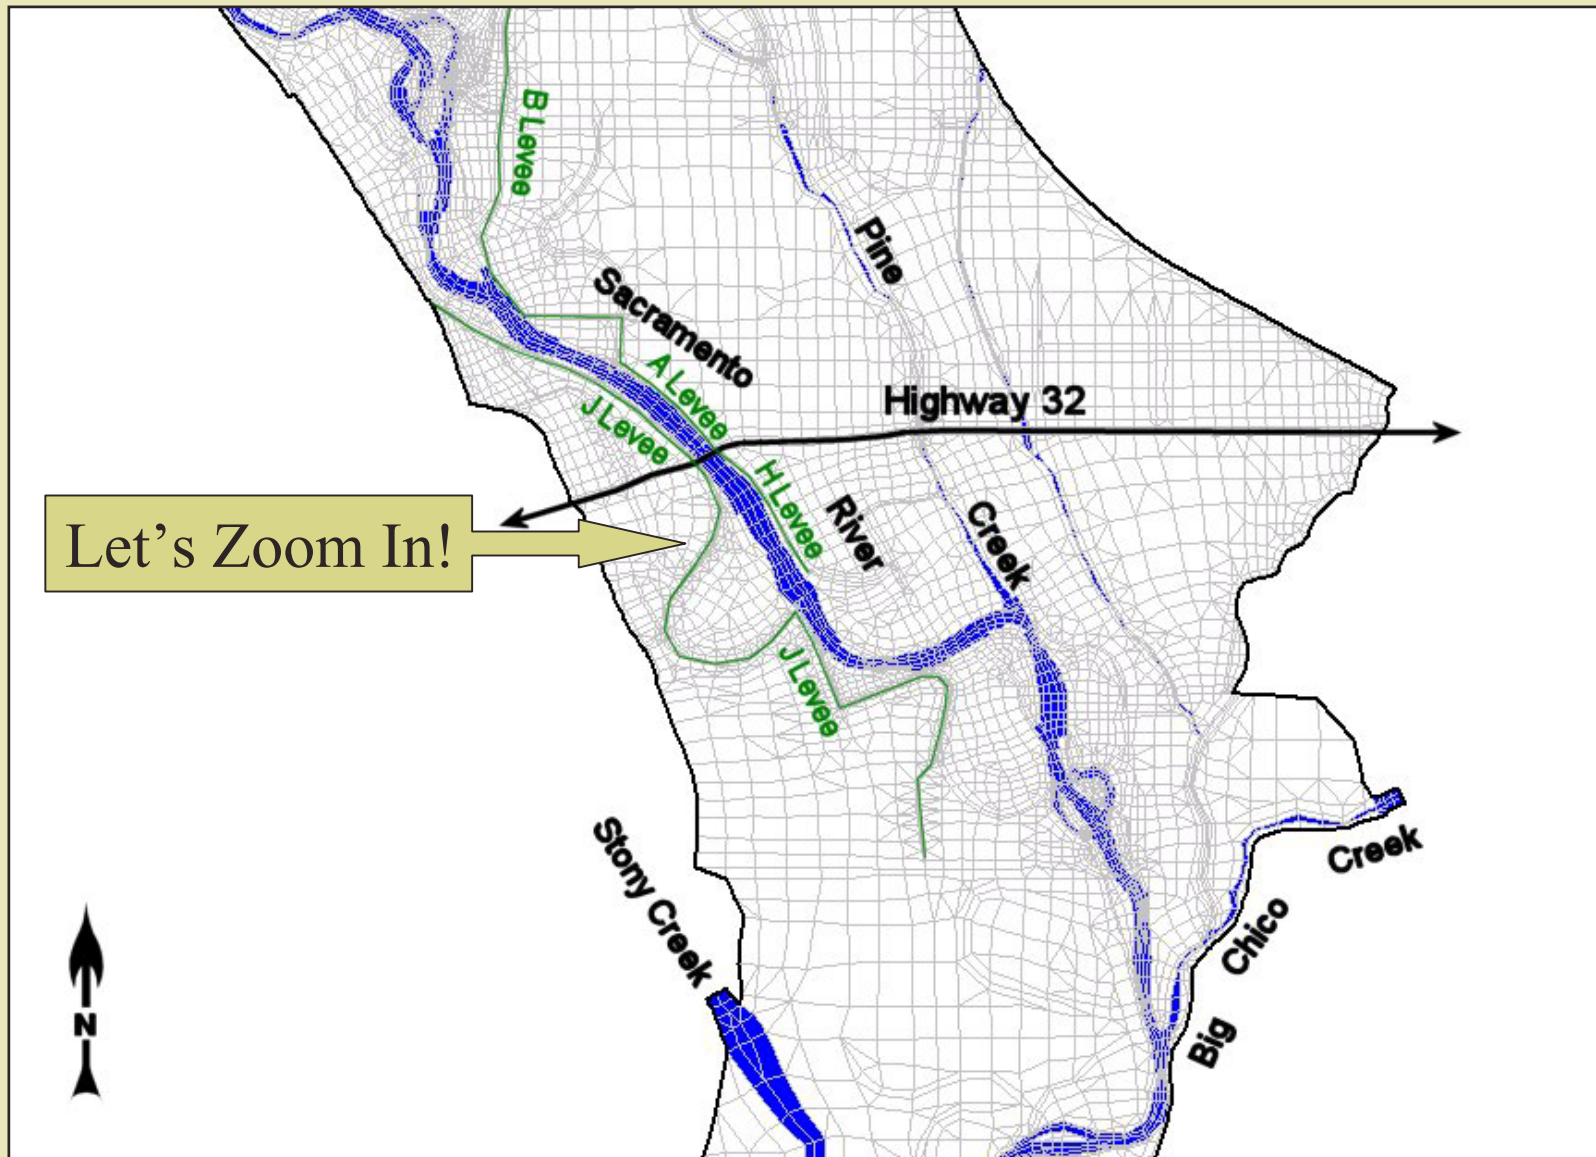 B Levee
Pine
Sacramento
A Levee
J Levee
Highway 32
H Levee
River
Creek
Let's Zoom In!
J Levee
Stony Creek
Creek
Chico
Big
N